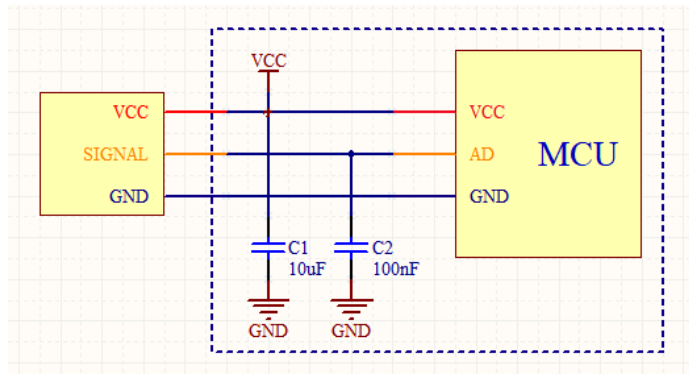 VCC
VCC
SIGNAL
GND
VCC
AD
GND
MCU
C1
10uF
C2
100nF
GND
GND